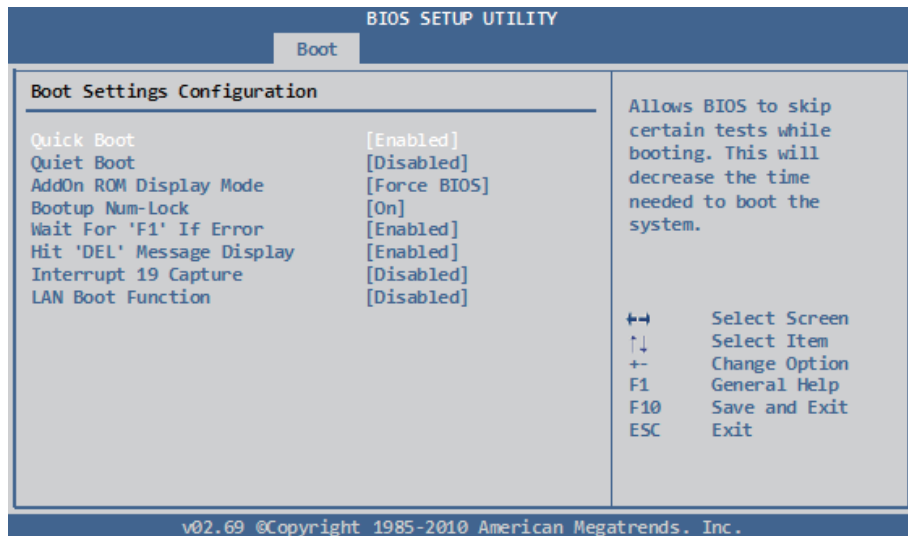 BIOS SETUP UTILITY
Boot
Boot Settings Configuration
Quick Boot [Enabled]
Quiet Boot [Disabled]
AddOn ROM Display Mode [Force BIOS]
Bootup Num-Lock [On]
Wait For 'F1' If Error [Enabled]
Hit 'DEL' Message Display [Enabled]
Interrupt 19 Capture [Disabled]
LAN Boot Function [Disabled]
Allows BIOS to skip
certain tests while
booting. This will
decrease the time
needed to boot the
system.
←→ Select Screen
↑↓ Select Item
+- Change Option
F1 General Help
F10 Save and Exit
ESC Exit
v02.69 ©Copyright 1985-2010 American Megatrends. Inc.